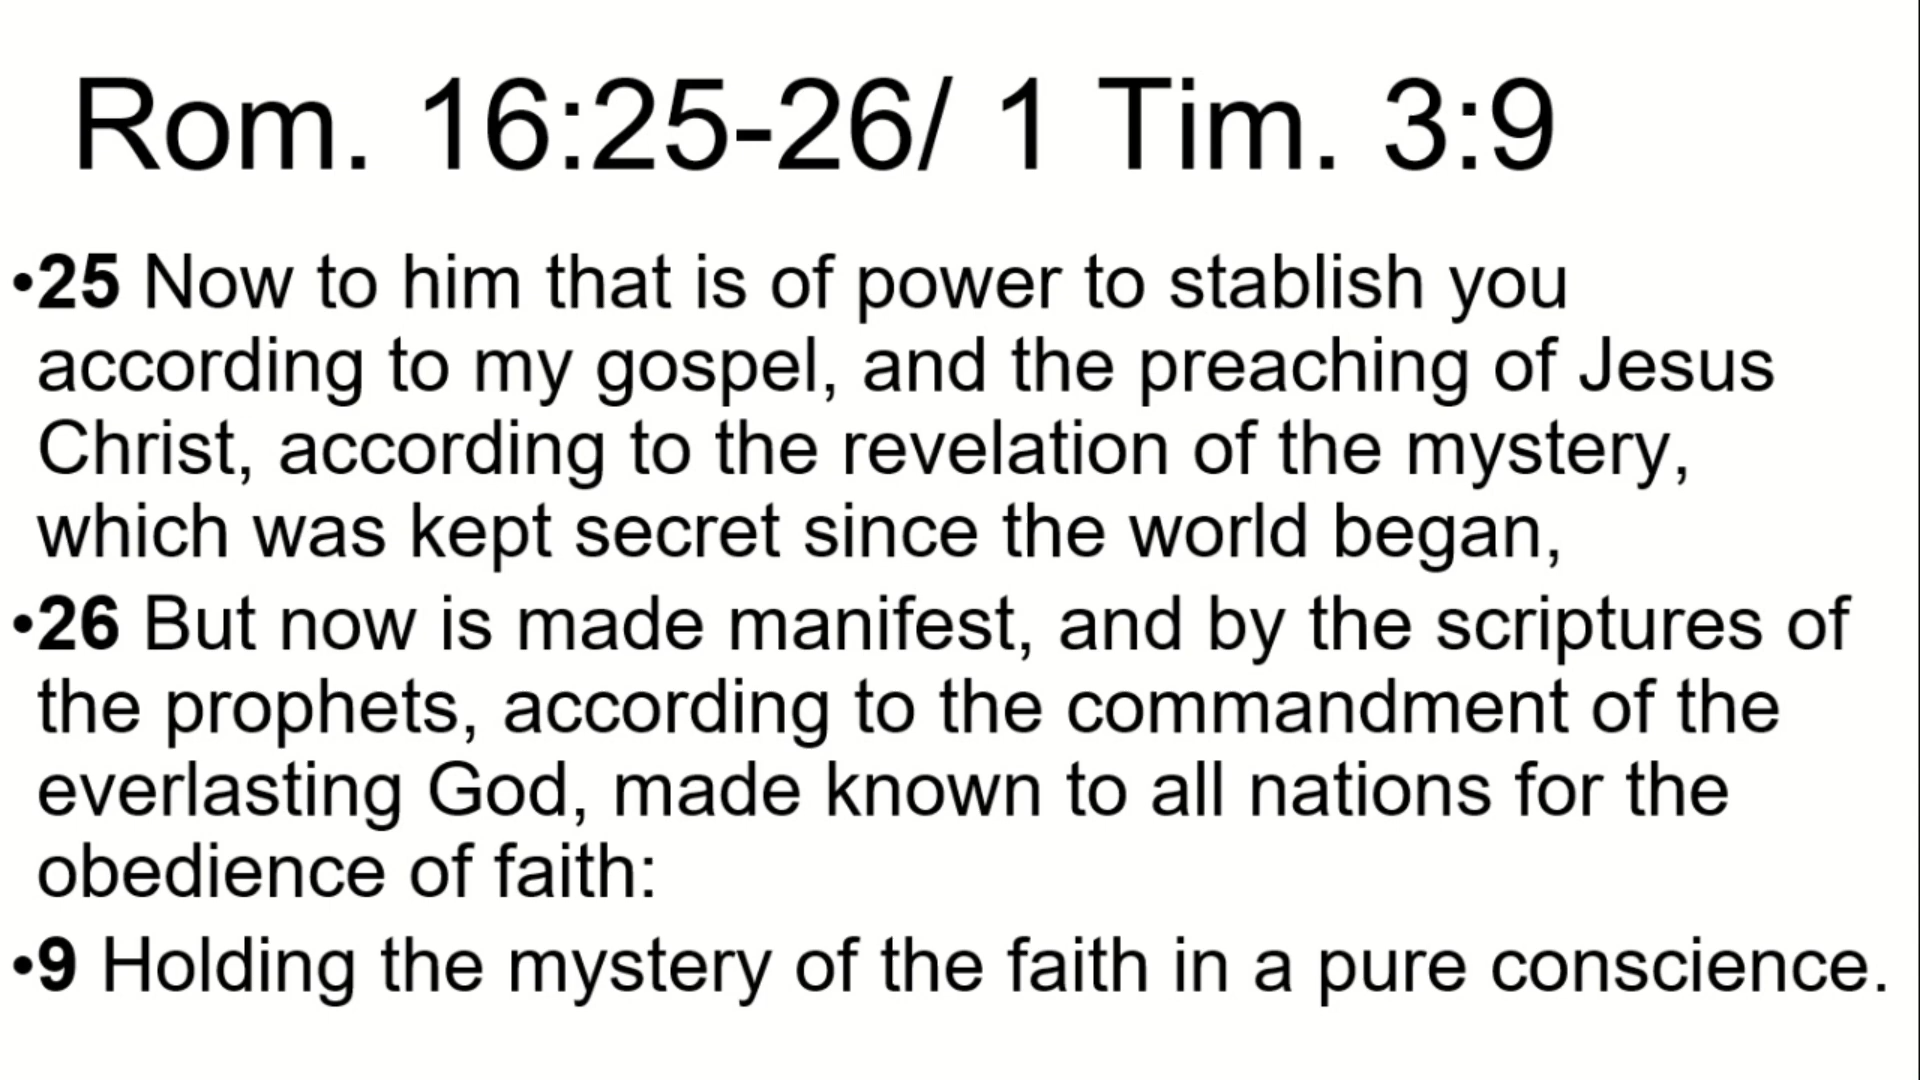 Rom. 16:25-26/ 1 Tim. 3:9
•25 Now to him that is of power to stablish you
according to my gospel, and the preaching of Jesus
Christ, according to the revelation of the mystery,
which was kept secret since the world began,
•26 But now is made manifest, and by the scriptures of
the prophets, according to the commandment of the
everlasting God, made known to all nations for the
obedience of faith:
•9 Holding the mystery of the faith in a pure conscience.